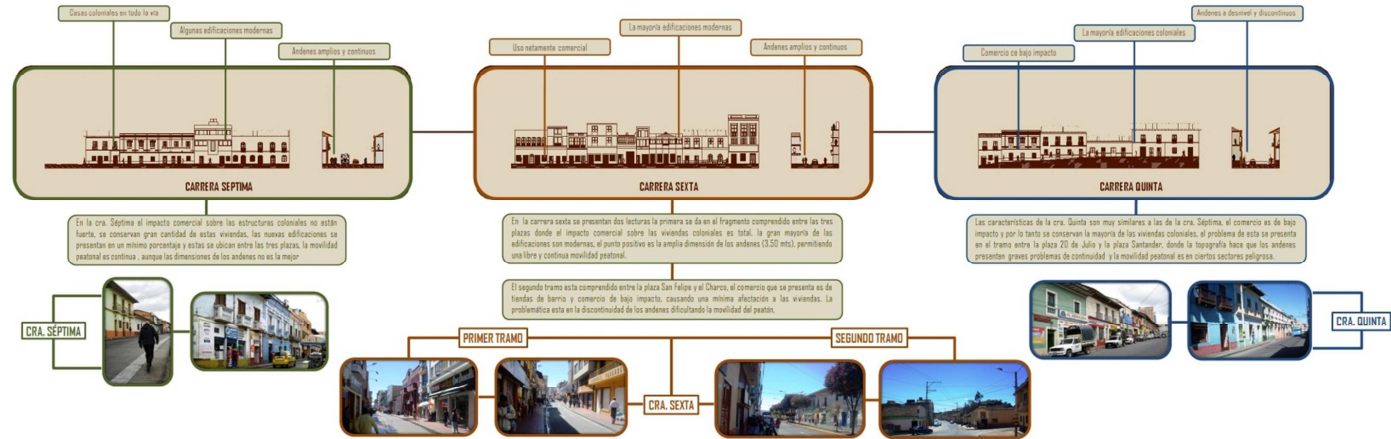 Casas coloniales en toda la vía
Algunas edificaciones modernas
Andenes amplios y continuos
CARRERA SEPTIMA
En la cra. Séptima el impacto comercial sobre las estructuras coloniales no están
fuerte, se conservan gran cantidad de estas viviendas, las nuevas edificaciones se
presentan en un mínimo porcentaje y estas se ubican entre las tres plazas, la movilidad
peatonal es continua , aunque las dimensiones de los andenes no es la mejor
CRA. SÉPTIMA
La mayoría edificaciones modernas
Uso netamente comercial
Andenes amplios y continuos
CARRERA SEXTA
En la carrera sexta se presentan dos lecturas la primera se da en el fragmento comprendido entre las tres
plazas donde el impacto comercial sobre las viviendas coloniales es total, la gran mayoría de las
edificaciones son modernas, el punto positivo es la amplia dimensión de los andenes (3.50 mts), permitiendo
una libre y continua movilidad peatonal.
El segundo tramo esta comprendido entre la plaza San Felipe y el Charco, el comercio que se presenta es de
tiendas de barrio y comercio de bajo impacto, causando una mínima afectación a las viviendas. La
problemática esta en la discontinuidad de los andenes dificultando la movilidad del peatón.
PRIMER TRAMO
SEGUNDO TRAMO
CRA. SEXTA
Andenes a desnivel y discontinuos
La mayoría edificaciones coloniales
Comercio de bajo impacto
CARRERA QUINTA
Las características de la cra. Quinta son muy similares a las de la cra. Séptima, el comercio es de bajo
impacto y por lo tanto se conservan la mayoría de las viviendas coloniales, el problema de esta se presenta
en el tramo entre la plaza 20 de Julio y la plaza Santander, donde la topografía hace que los andenes
presenten graves problemas de continuidad y la movilidad peatonal es en ciertos sectores peligrosa.
CRA. QUINTA